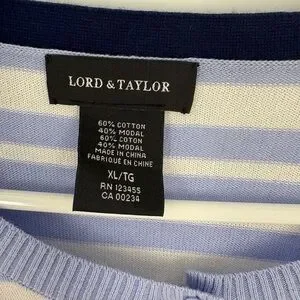 LORD & TAYLOR
60% COTTON
40% MODAL
60% COTON
40% MODAL
MADE IN CHINA
FABRIQUÉ EN CHINE
XL/TG
RN 123455
CA 00234